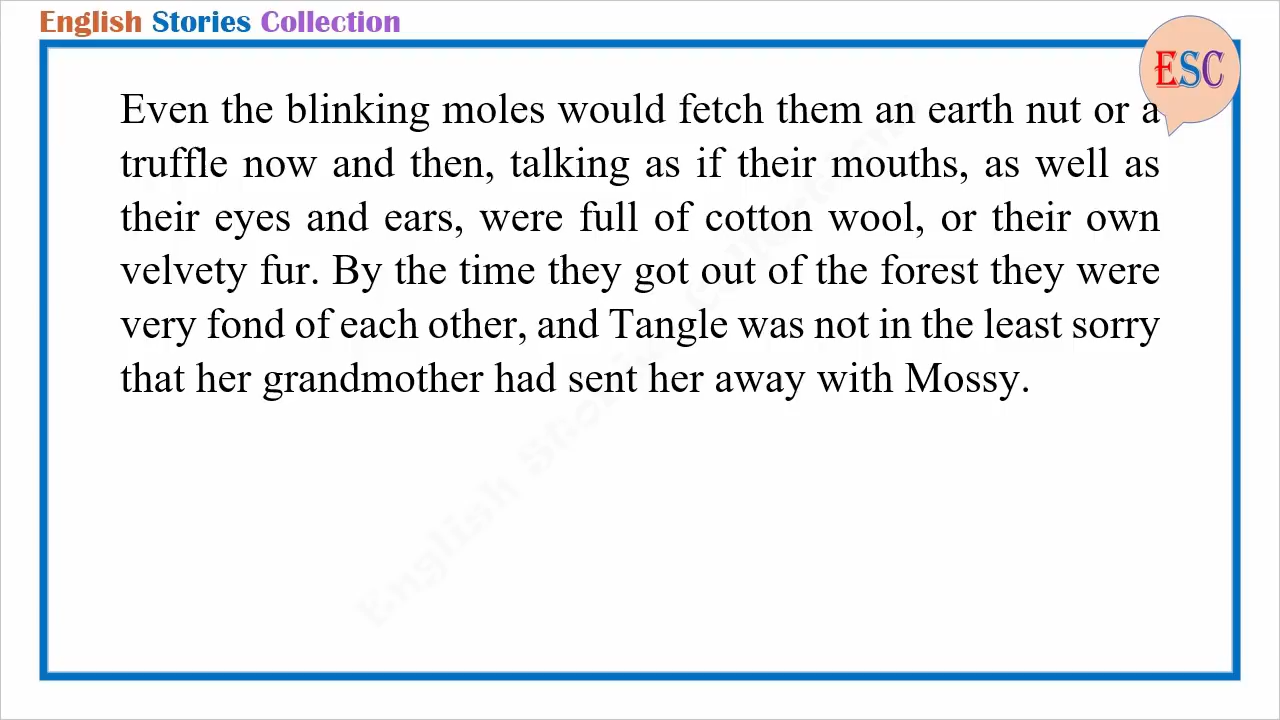 English Stories Collection
ESC
Even the blinking moles would fetch them an earth nut or a
truffle now and then, talking as if their mouths, as well as
their eyes and ears, were full of cotton wool, or their own
velvety fur. By the time they got out of the forest they were
very fond of each other, and Tangle was not in the least sorry
that her grandmother had sent her away with Mossy.